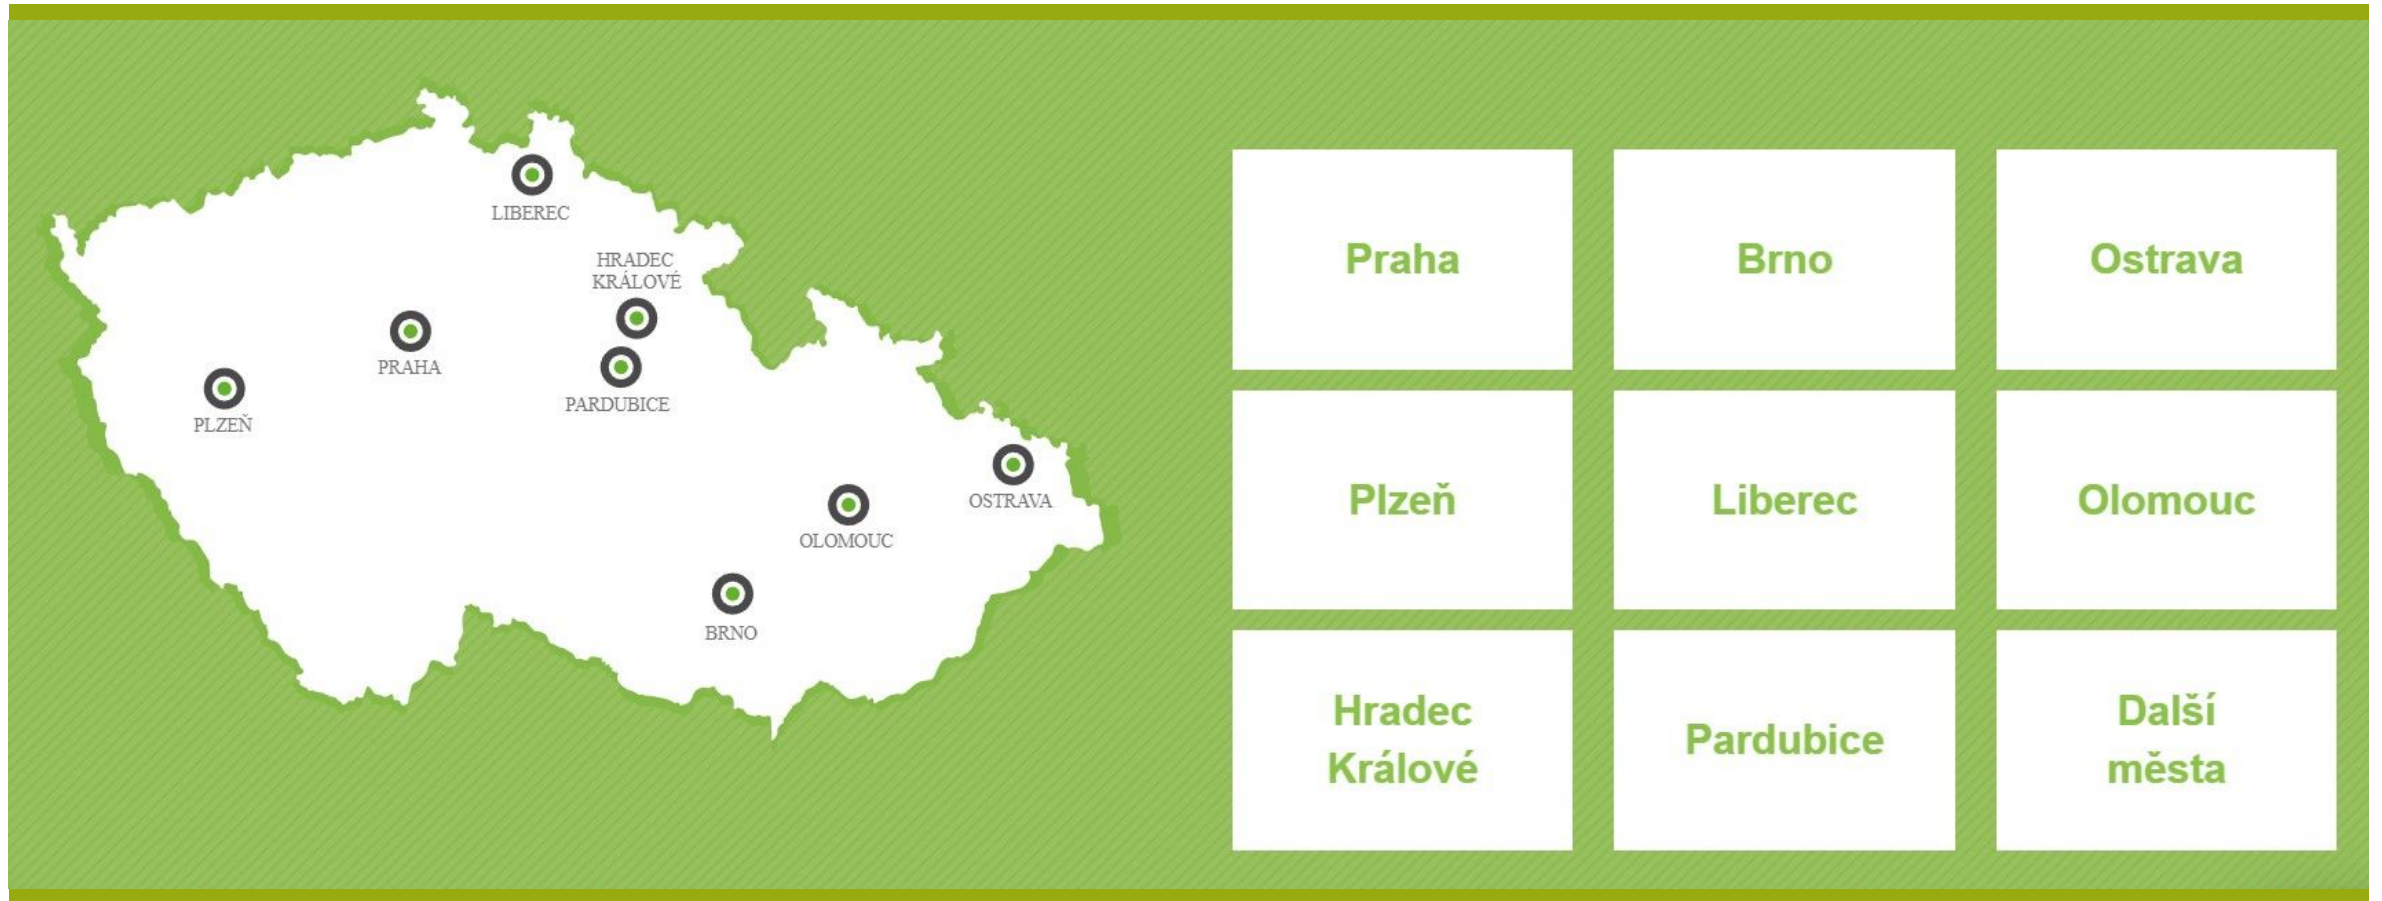 LIBEREC
HRADEC
KRÁLOVÉ
PRAHA
PARDUBICE
PLZEŇ
OSTRAVA
OLOMOUC
BRNO
Praha
Brno
Ostrava
Plzeň
Liberec
Olomouc
Hradec
Králové
Pardubice
Další
města